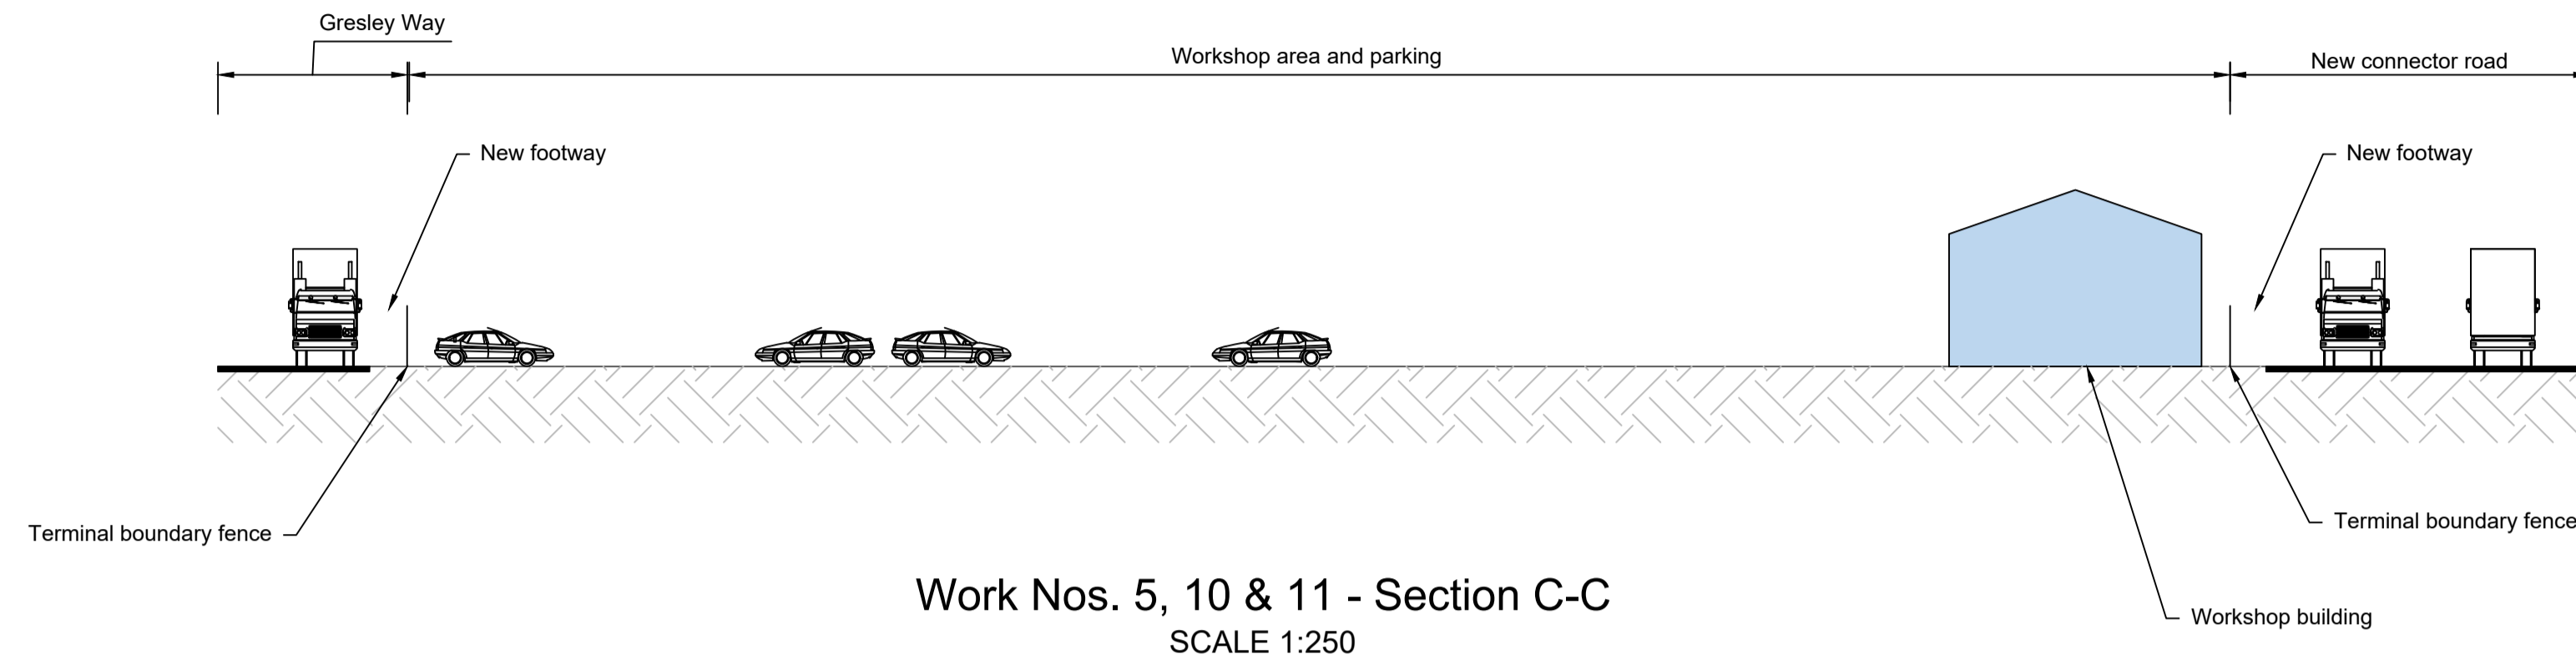 Gresley Way
Workshop area and parking
New connector road
New footway
New footway
Terminal boundary fence
Terminal boundary fence
Work Nos. 5, 10 & 11 - Section C-C
Workshop building
SCALE 1:250